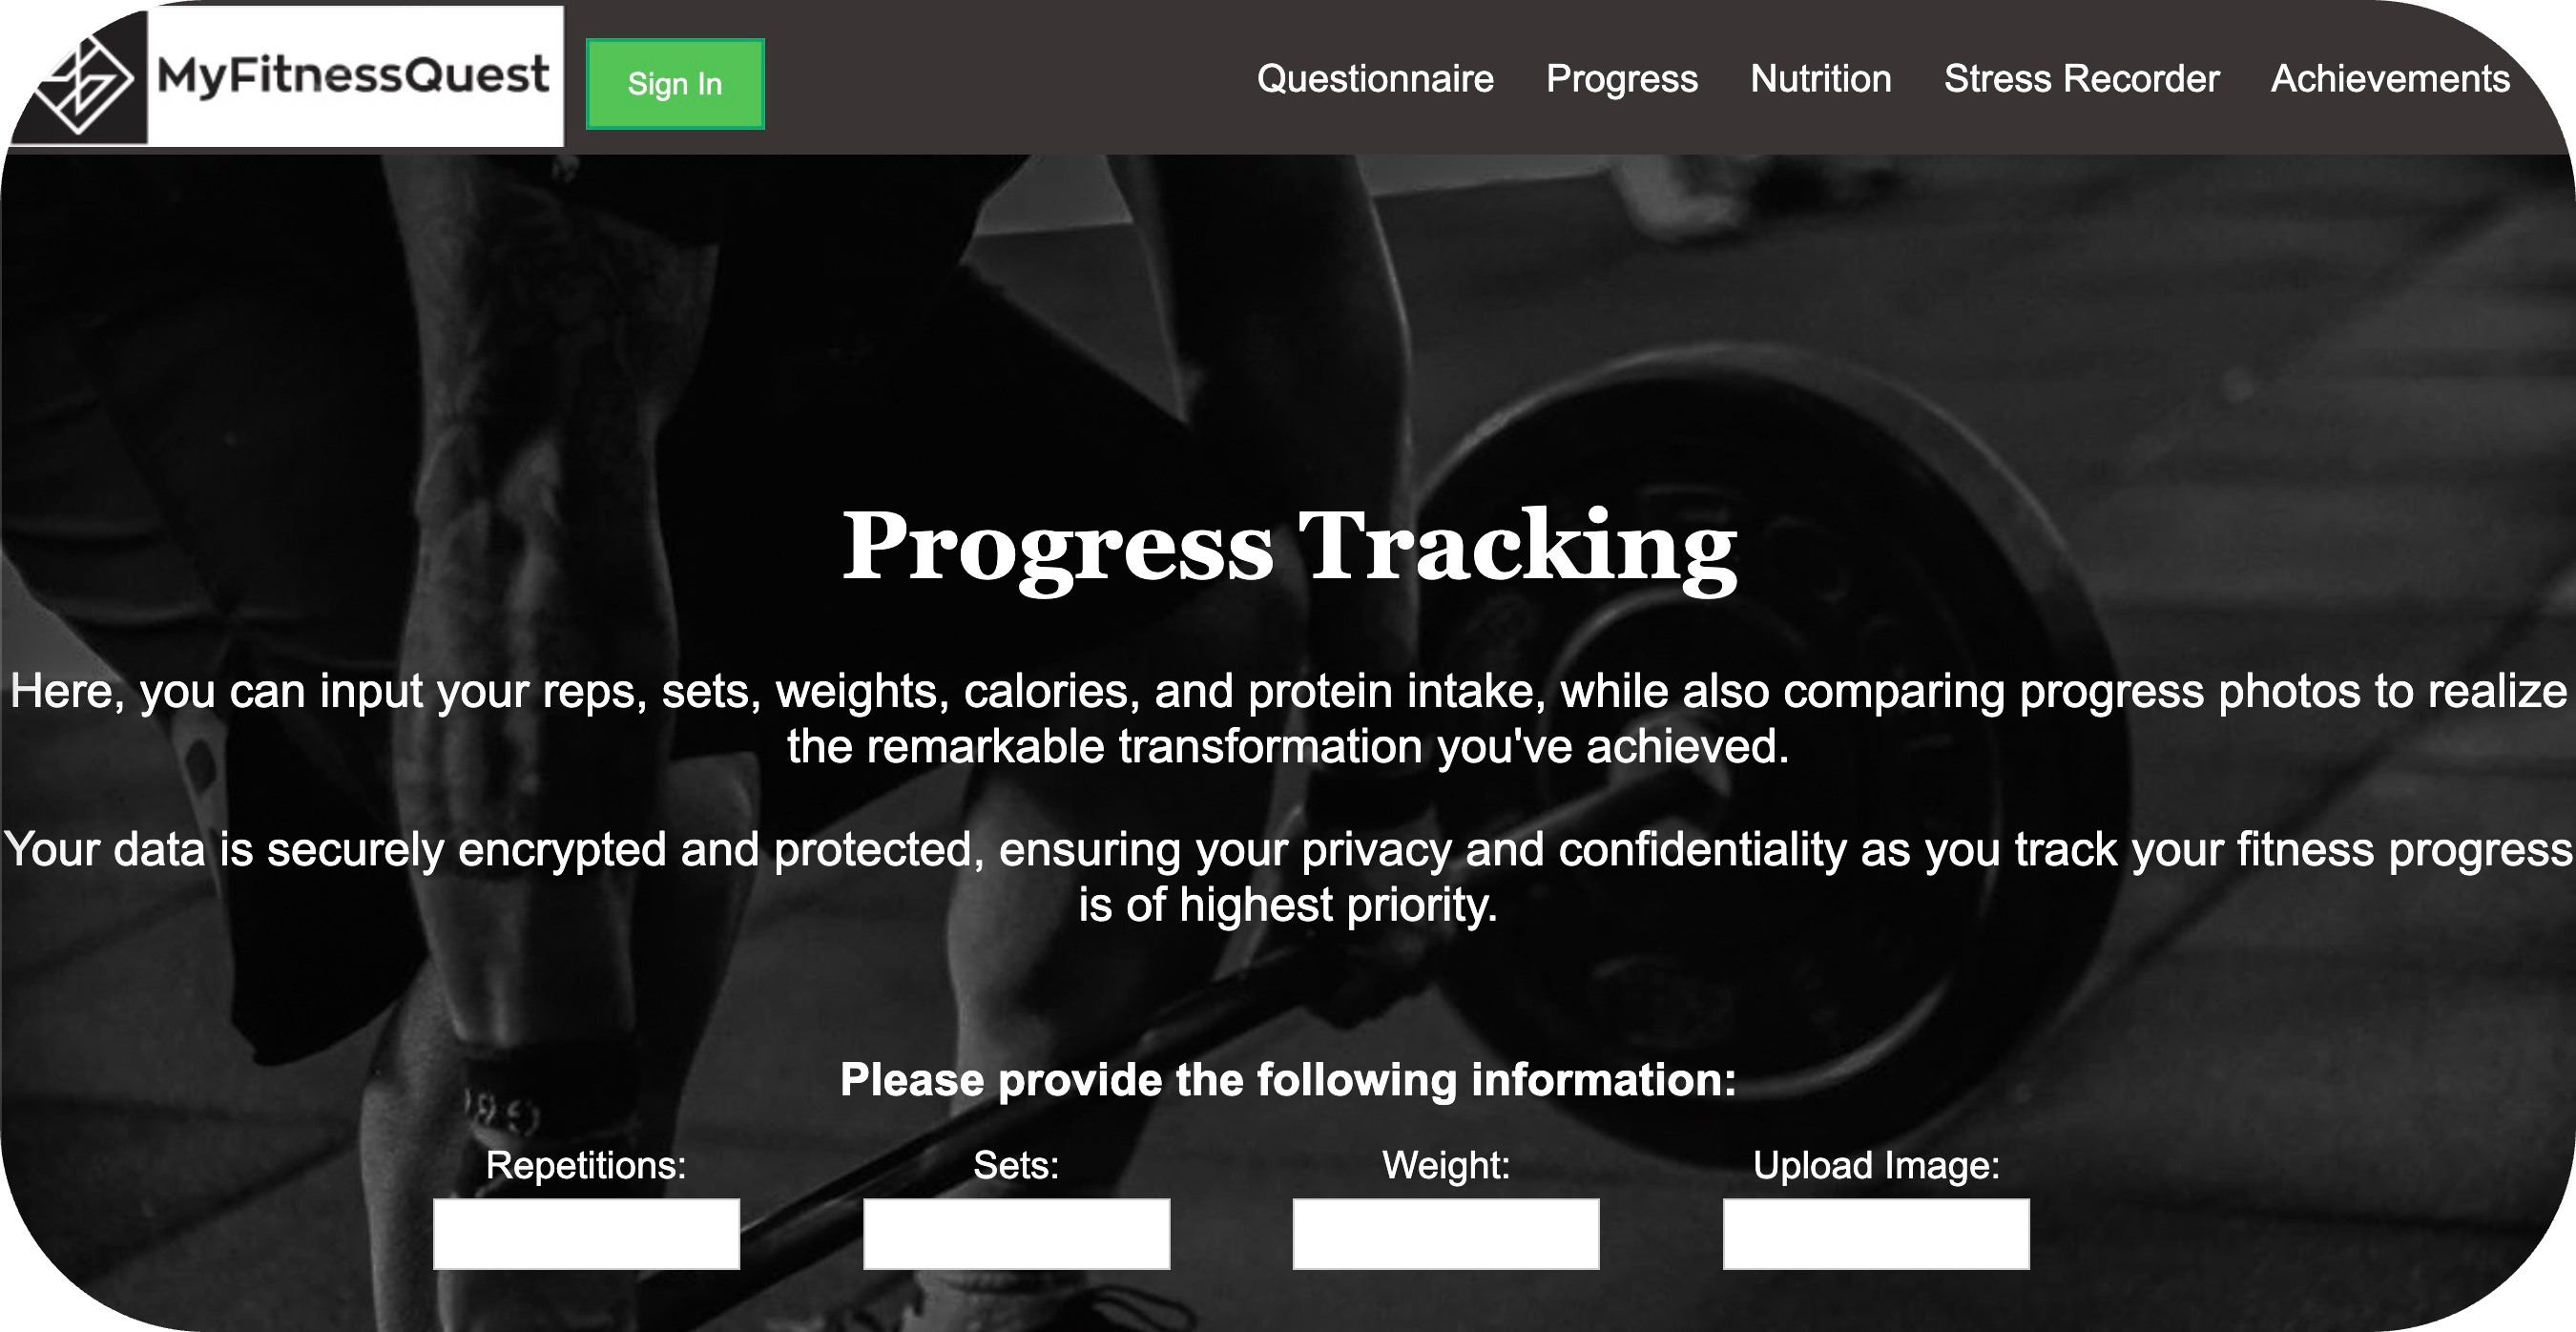 MyFitnessQuest
Sign In
Questionnaire
Progress
Nutrition
Stress Recorder
Achievements
Progress Tracking
Here, you can input your reps, sets, weights, calories, and protein intake, while also comparing progress photos to realize
the remarkable transformation you've achieved.
Your data is securely encrypted and protected, ensuring your privacy and confidentiality as you track your fitness progress
is of highest priority.
Please provide the following information:
Repetitions:
Sets:
Weight:
Upload Image: